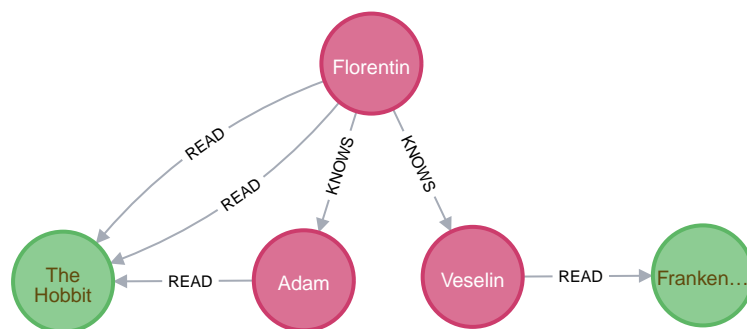 Florentin
READ
READ
KNOWS
KNOWS
The
Hobbit
READ
Adam
Veselin
READ
Franken…